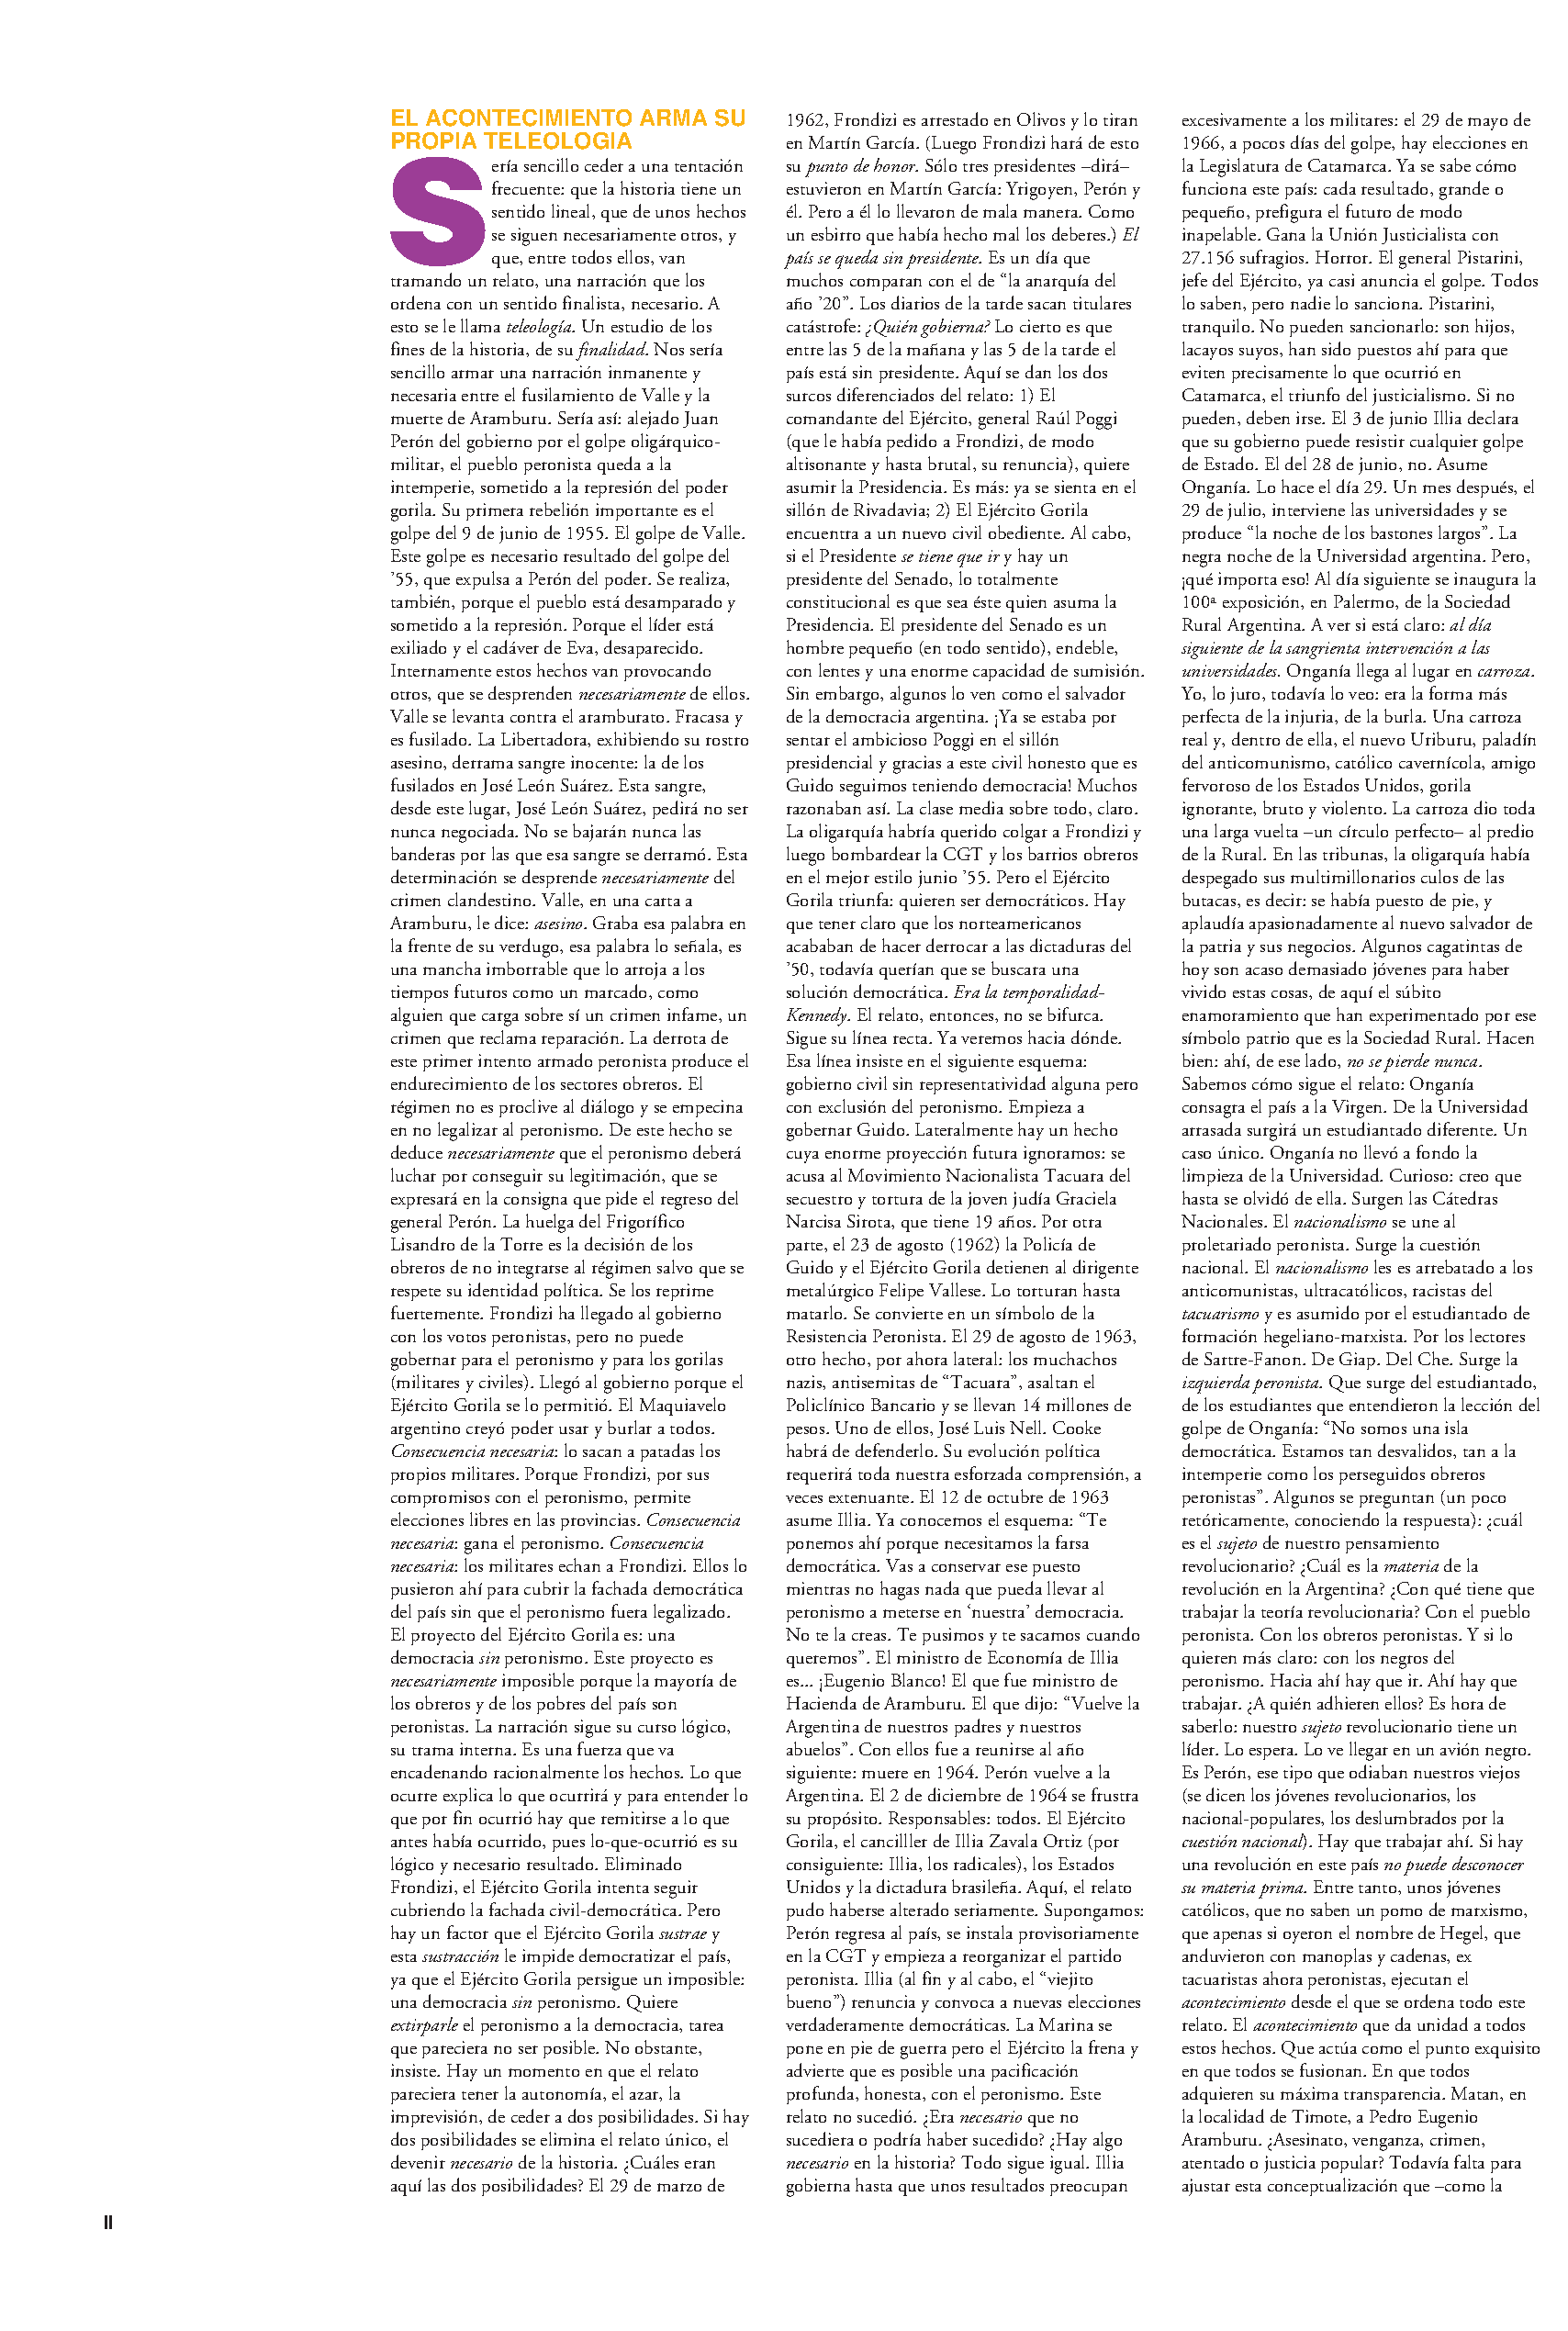 EL ACONTECIMIENTO ARMA SU
PROPIA TELEOLOGIA
Sería sencillo ceder a una tentación
frecuente: que la historia tiene un
sentido lineal, que de unos hechos
se siguen necesariamente otros, y
que, entre todos ellos, van
tramando un relato, una narración que los
ordena con un sentido finalista, necesario. A
esto se le llama teleología. Un estudio de los
fines de la historia, de su finalidad. Nos sería
sencillo armar una narración inmanente y
necesaria entre el fusilamiento de Valle y la
muerte de Aramburu. Sería así: alejado Juan
Perón del gobierno por el golpe oligárquico-
militar, el pueblo peronista queda a la
intemperie, sometido a la represión del poder
gorila. Su primera rebelión importante es el
golpe del 9 de junio de 1955. El golpe de Valle.
Este golpe es necesario resultado del golpe del
’55, que expulsa a Perón del poder. Se realiza,
también, porque el pueblo está desamparado y
sometido a la represión. Porque el líder está
exiliado y el cadáver de Eva, desaparecido.
Internamente estos hechos van provocando
otros, que se desprenden necesariamente de ellos.
Valle se levanta contra el aramburato. Fracasa y
es fusilado. La Libertadora, exhibiendo su rostro
asesino, derrama sangre inocente: la de los
fusilados en José León Suárez. Esta sangre,
desde este lugar, José León Suárez, pedirá no ser
nunca negociada. No se bajarán nunca las
banderas por las que esa sangre se derramó. Esta
determinación se desprende necesariamente del
crimen clandestino. Valle, en una carta a
Aramburu, le dice: asesino. Graba esa palabra en
la frente de su verdugo, esa palabra lo señala, es
una mancha imborrable que lo arroja a los
tiempos futuros como un marcado, como
alguien que carga sobre sí un crimen infame, un
crimen que reclama reparación. La derrota de
este primer intento armado peronista produce el
endurecimiento de los sectores obreros. El
régimen no es proclive al diálogo y se empecina
en no legalizar al peronismo. De este hecho se
deduce necesariamente que el peronismo deberá
luchar por conseguir su legitimación, que se
expresará en la consigna que pide el regreso del
general Perón. La huelga del Frigorífico
Lisandro de la Torre es la decisión de los
obreros de no integrarse al régimen salvo que se
respete su identidad política. Se los reprime
fuertemente. Frondizi ha llegado al gobierno
con los votos peronistas, pero no puede
gobernar para el peronismo y para los gorilas
(militares y civiles). Llegó al gobierno porque el
Ejército Gorila se lo permitió. El Maquiavelo
argentino creyó poder usar y burlar a todos.
Consecuencia necesaria: lo sacan a patadas los
propios militares. Porque Frondizi, por sus
compromisos con el peronismo, permite
elecciones libres en las provincias. Consecuencia
necesaria: gana el peronismo. Consecuencia
necesaria: los militares echan a Frondizi. Ellos lo
pusieron ahí para cubrir la fachada democrática
del país sin que el peronismo fuera legalizado.
El proyecto del Ejército Gorila es: una
democracia sin peronismo. Este proyecto es
necesariamente imposible porque la mayoría de
los obreros y de los pobres del país son
peronistas. La narración sigue su curso lógico,
su trama interna. Es una fuerza que va
encadenando racionalmente los hechos. Lo que
ocurre explica lo que ocurrirá y para entender lo
que por fin ocurrió hay que remitirse a lo que
antes había ocurrido, pues lo-que-ocurrió es su
lógico y necesario resultado. Eliminado
Frondizi, el Ejército Gorila intenta seguir
cubriendo la fachada civil-democrática. Pero
hay un factor que el Ejército Gorila sustrae y
esta sustracción le impide democratizar el país,
ya que el Ejército Gorila persigue un imposible:
una democracia sin peronismo. Quiere
extirparle el peronismo a la democracia, tarea
que pareciera no ser posible. No obstante,
insiste. Hay un momento en que el relato
pareciera tener la autonomía, el azar, la
imprevisión, de ceder a dos posibilidades. Si hay
dos posibilidades se elimina el relato único, el
devenir necesario de la historia. ¿Cuáles eran
aquí las dos posibilidades? El 29 de marzo de
1962, Frondizi es arrestado en Olivos y lo tiran
en Martín García. (Luego Frondizi hará de esto
su punto de honor. Sólo tres presidentes –dirá–
estuvieron en Martín García: Yrigoyen, Perón y
él. Pero a él lo llevaron de mala manera. Como
un esbirro que había hecho mal los deberes.) El
país se queda sin presidente. Es un día que
muchos comparan con el de “la anarquía del
año ’20”. Los diarios de la tarde sacan titulares
catástrofe: ¿Quién gobierna? Lo cierto es que
entre las 5 de la mañana y las 5 de la tarde el
país está sin presidente. Aquí se dan los dos
surcos diferenciados del relato: 1) El
comandante del Ejército, general Raúl Poggi
(que le había pedido a Frondizi, de modo
altisonante y hasta brutal, su renuncia), quiere
asumir la Presidencia. Es más: ya se sienta en el
sillón de Rivadavia; 2) El Ejército Gorila
encuentra a un nuevo civil obediente. Al cabo,
si el Presidente se tiene que ir y hay un
presidente del Senado, lo totalmente
constitucional es que sea éste quien asuma la
Presidencia. El presidente del Senado es un
hombre pequeño (en todo sentido), endeble,
con lentes y una enorme capacidad de sumisión.
Sin embargo, algunos lo ven como el salvador
de la democracia argentina. ¡Ya se estaba por
sentar el ambicioso Poggi en el sillón
presidencial y gracias a este civil honesto que es
Guido seguimos teniendo democracia! Muchos
razonaban así. La clase media sobre todo, claro.
La oligarquía habría querido colgar a Frondizi y
luego bombardear la CGT y los barrios obreros
en el mejor estilo junio ’55. Pero el Ejército
Gorila triunfa: quieren ser democráticos. Hay
que tener claro que los norteamericanos
acababan de hacer derrocar a las dictaduras del
’50, todavía querían que se buscara una
solución democrática. Era la temporalidad-
Kennedy. El relato, entonces, no se bifurca.
Sigue su línea recta. Ya veremos hacia dónde.
Esa línea insiste en el siguiente esquema:
gobierno civil sin representatividad alguna pero
con exclusión del peronismo. Empieza a
gobernar Guido. Lateralmente hay un hecho
cuya enorme proyección futura ignoramos: se
acusa al Movimiento Nacionalista Tacuara del
secuestro y tortura de la joven judía Graciela
Narcisa Sirota, que tiene 19 años. Por otra
parte, el 23 de agosto (1962) la Policía de
Guido y el Ejército Gorila detienen al dirigente
metalúrgico Felipe Vallese. Lo torturan hasta
matarlo. Se convierte en un símbolo de la
Resistencia Peronista. El 29 de agosto de 1963,
otro hecho, por ahora lateral: los muchachos
nazis, antisemitas de “Tacuara”, asaltan el
Policlínico Bancario y se llevan 14 millones de
pesos. Uno de ellos, José Luis Nell. Cooke
habrá de defenderlo. Su evolución política
requerirá toda nuestra esforzada comprensión, a
veces extenuante. El 12 de octubre de 1963
asume Illia. Ya conocemos el esquema: “Te
ponemos ahí porque necesitamos la farsa
democrática. Vas a conservar ese puesto
mientras no hagas nada que pueda llevar al
peronismo a meterse en ‘nuestra’ democracia.
No te la creas. Te pusimos y te sacamos cuando
queremos”. El ministro de Economía de Illia
es... ¡Eugenio Blanco! El que fue ministro de
Hacienda de Aramburu. El que dijo: “Vuelve la
Argentina de nuestros padres y nuestros
abuelos”. Con ellos fue a reunirse al año
siguiente: muere en 1964. Perón vuelve a la
Argentina. El 2 de diciembre de 1964 se frustra
su propósito. Responsables: todos. El Ejército
Gorila, el cancilller de Illia Zavala Ortiz (por
consiguiente: Illia, los radicales), los Estados
Unidos y la dictadura brasileña. Aquí, el relato
pudo haberse alterado seriamente. Supongamos:
Perón regresa al país, se instala provisoriamente
en la CGT y empieza a reorganizar el partido
peronista. Illia (al fin y al cabo, el “viejito
bueno”) renuncia y convoca a nuevas elecciones
verdaderamente democráticas. La Marina se
pone en pie de guerra pero el Ejército la frena y
advierte que es posible una pacificación
profunda, honesta, con el peronismo. Este
relato no sucedió. ¿Era necesario que no
sucediera o podría haber sucedido? ¿Hay algo
necesario en la historia? Todo sigue igual. Illia
gobierna hasta que unos resultados preocupan
excesivamente a los militares: el 29 de mayo de
1966, a pocos días del golpe, hay elecciones en
la Legislatura de Catamarca. Ya se sabe cómo
funciona este país: cada resultado, grande o
pequeño, prefigura el futuro de modo
inapelable. Gana la Unión Justicialista con
27.156 sufragios. Horror. El general Pistarini,
jefe del Ejército, ya casi anuncia el golpe. Todos
lo saben, pero nadie lo sanciona. Pistarini,
tranquilo. No pueden sancionarlo: son hijos,
lacayos suyos, han sido puestos ahí para que
eviten precisamente lo que ocurrió en
Catamarca, el triunfo del justicialismo. Si no
pueden, deben irse. El 3 de junio Illia declara
que su gobierno puede resistir cualquier golpe
de Estado. El del 28 de junio, no. Asume
Onganía. Lo hace el día 29. Un mes después, el
29 de julio, interviene las universidades y se
produce “la noche de los bastones largos”. La
negra noche de la Universidad argentina. Pero,
¡qué importa eso! Al día siguiente se inaugura la
100ª exposición, en Palermo, de la Sociedad
Rural Argentina. A ver si está claro: al día
siguiente de la sangrienta intervención a las
universidades. Onganía llega al lugar en carroza.
Yo, lo juro, todavía lo veo: era la forma más
perfecta de la injuria, de la burla. Una carroza
real y, dentro de ella, el nuevo Uriburu, paladín
del anticomunismo, católico cavernícola, amigo
fervoroso de los Estados Unidos, gorila
ignorante, bruto y violento. La carroza dio toda
una larga vuelta –un círculo perfecto– al predio
de la Rural. En las tribunas, la oligarquía había
despegado sus multimillonarios culos de las
butacas, es decir: se había puesto de pie, y
aplaudía apasionadamente al nuevo salvador de
la patria y sus negocios. Algunos cagatintas de
hoy son acaso demasiado jóvenes para haber
vivido estas cosas, de aquí el súbito
enamoramiento que han experimentado por ese
símbolo patrio que es la Sociedad Rural. Hacen
bien: ahí, de ese lado, no se pierde nunca.
Sabemos cómo sigue el relato: Onganía
consagra el país a la Virgen. De la Universidad
arrasada surgirá un estudiantado diferente. Un
caso único. Onganía no llevó a fondo la
limpieza de la Universidad. Curioso: creo que
hasta se olvidó de ella. Surgen las Cátedras
Nacionales. El nacionalismo se une al
proletariado peronista. Surge la cuestión
nacional. El nacionalismo les es arrebatado a los
anticomunistas, ultracatólicos, racistas del
tacuarismo y es asumido por el estudiantado de
formación hegeliano-marxista. Por los lectores
de Sartre-Fanon. De Giap. Del Che. Surge la
izquierda peronista. Que surge del estudiantado,
de los estudiantes que entendieron la lección del
golpe de Onganía: “No somos una isla
democrática. Estamos tan desvalidos, tan a la
intemperie como los perseguidos obreros
peronistas”. Algunos se preguntan (un poco
retóricamente, conociendo la respuesta): ¿cuál
es el sujeto de nuestro pensamiento
revolucionario? ¿Cuál es la materia de la
revolución en la Argentina? ¿Con qué tiene que
trabajar la teoría revolucionaria? Con el pueblo
peronista. Con los obreros peronistas. Y si lo
quieren más claro: con los negros del
peronismo. Hacia ahí hay que ir. Ahí hay que
trabajar. ¿A quién adhieren ellos? Es hora de
saberlo: nuestro sujeto revolucionario tiene un
líder. Lo espera. Lo ve llegar en un avión negro.
Es Perón, ese tipo que odiaban nuestros viejos
(se dicen los jóvenes revolucionarios, los
nacional-populares, los deslumbrados por la
cuestión nacional). Hay que trabajar ahí. Si hay
una revolución en este país no puede desconocer
su materia prima. Entre tanto, unos jóvenes
católicos, que no saben un pomo de marxismo,
que apenas si oyeron el nombre de Hegel, que
anduvieron con manoplas y cadenas, ex
tacuaristas ahora peronistas, ejecutan el
acontecimiento desde el que se ordena todo este
relato. El acontecimiento que da unidad a todos
estos hechos. Que actúa como el punto exquisito
en que todos se fusionan. En que todos
adquieren su máxima transparencia. Matan, en
la localidad de Timote, a Pedro Eugenio
Aramburu. ¿Asesinato, venganza, crimen,
atentado o justicia popular? Todavía falta para
ajustar esta conceptualización que –como la
II